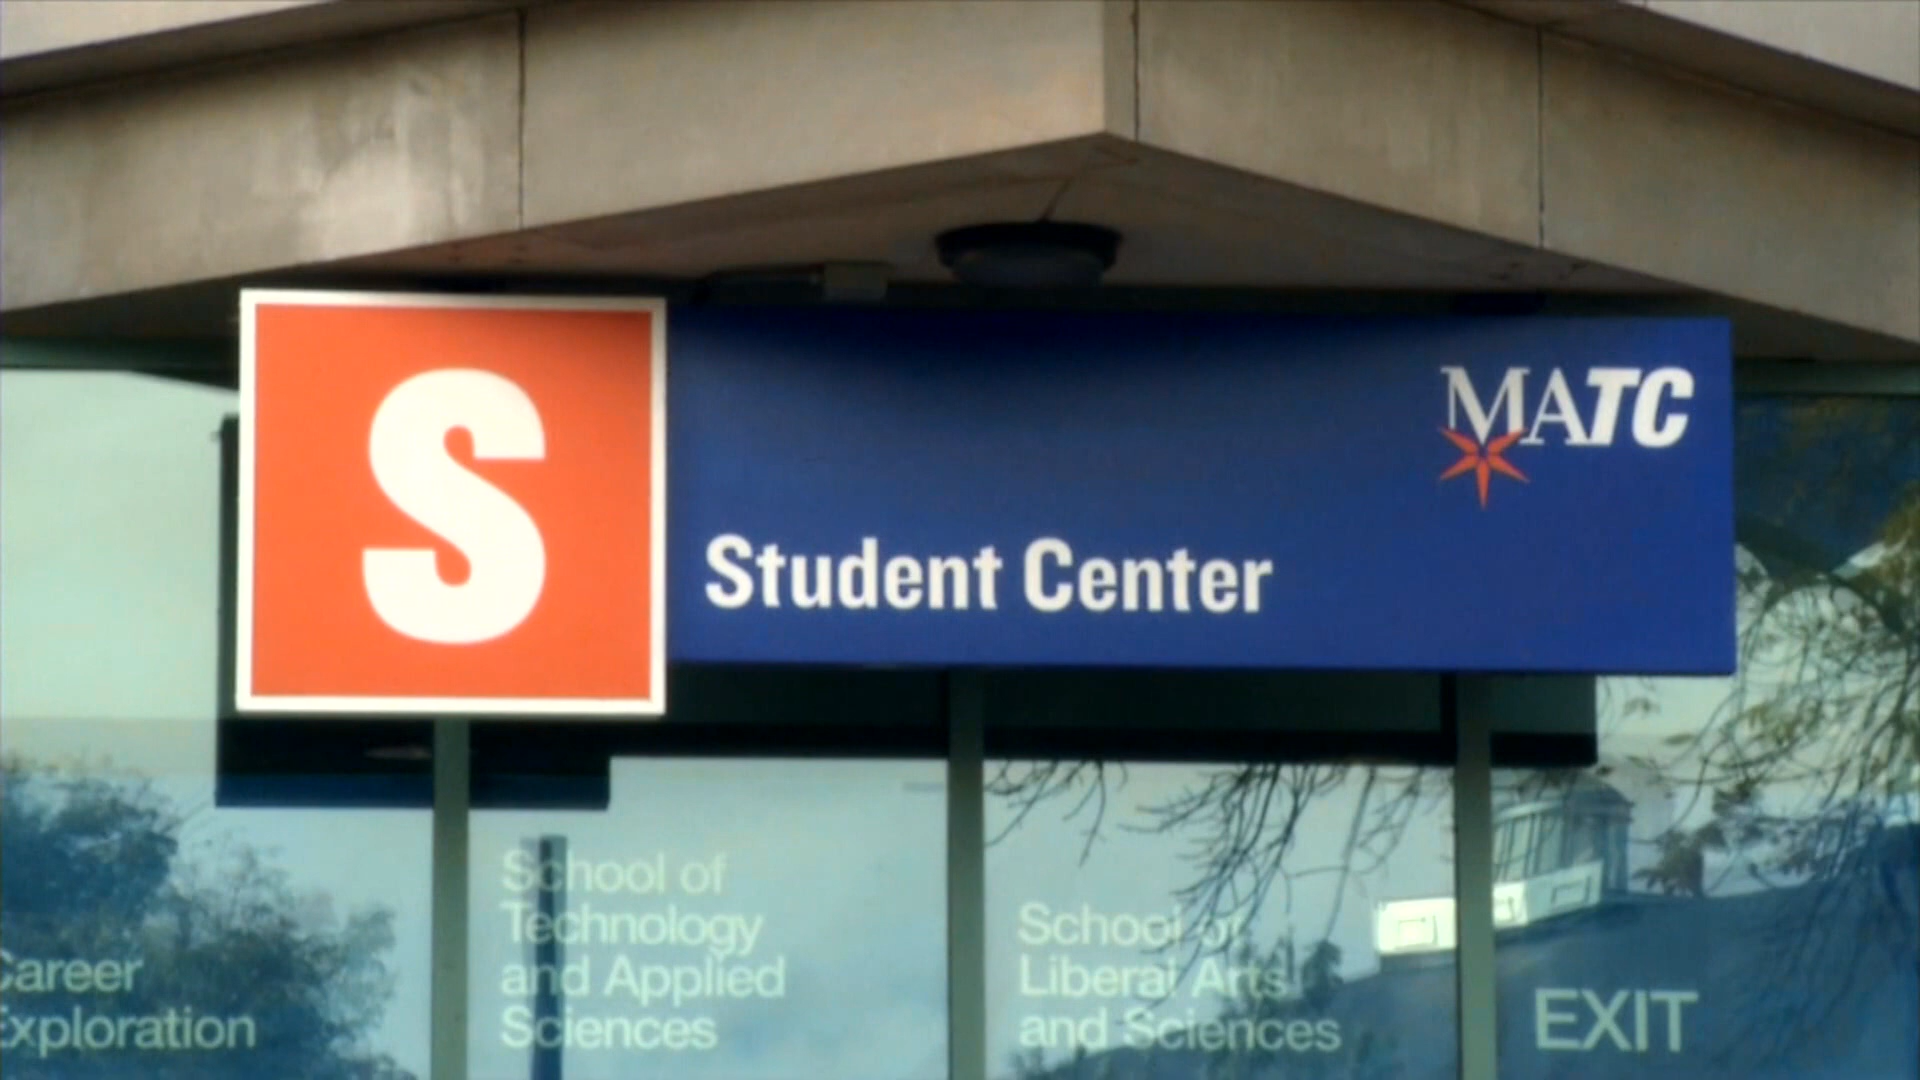 S
MATC
Student Center
School of
Technology
and Applied
Sciences
School of
Liberal Arts
and Sciences
Career
Exploration
EXIT